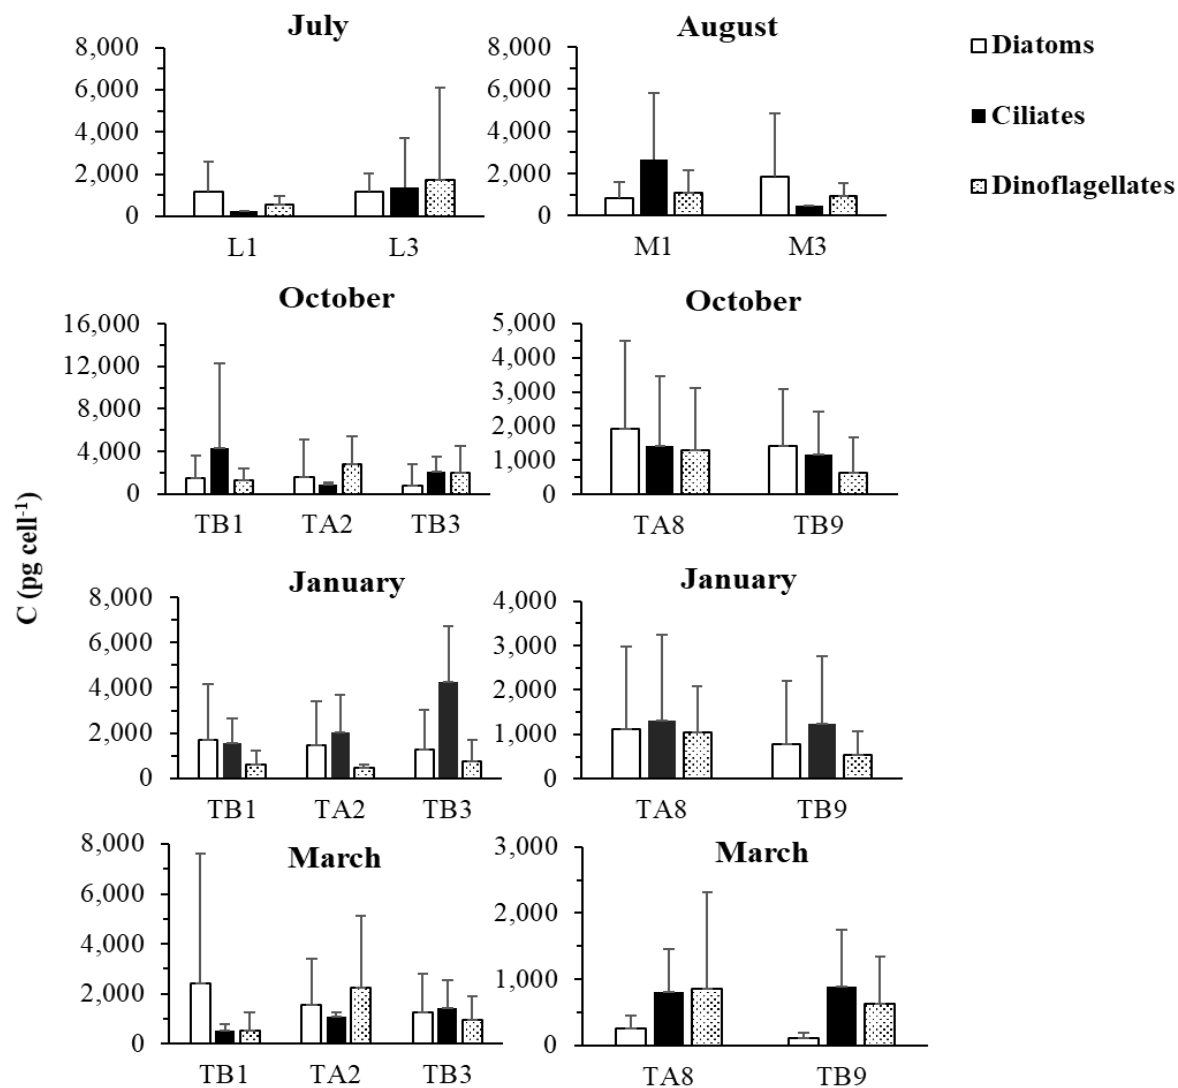 July
8,000
6,000
4,000
2,000
0
L1 L3
August
8,000
6,000
4,000
2,000
0
M1 M3
Diatoms
Ciliates
Dinoflagellates
October
16,000
12,000
8,000
4,000
0
TB1 TA2 TB3
October
5,000
4,000
3,000
2,000
1,000
0
TA8 TB9
C (pg cell⁻¹)
January
8,000
6,000
4,000
2,000
0
TB1 TA2 TB3
January
4,000
3,000
2,000
1,000
0
TA8 TB9
March
8,000
6,000
4,000
2,000
0
TB1 TA2 TB3
March
3,000
2,000
1,000
0
TA8 TB9